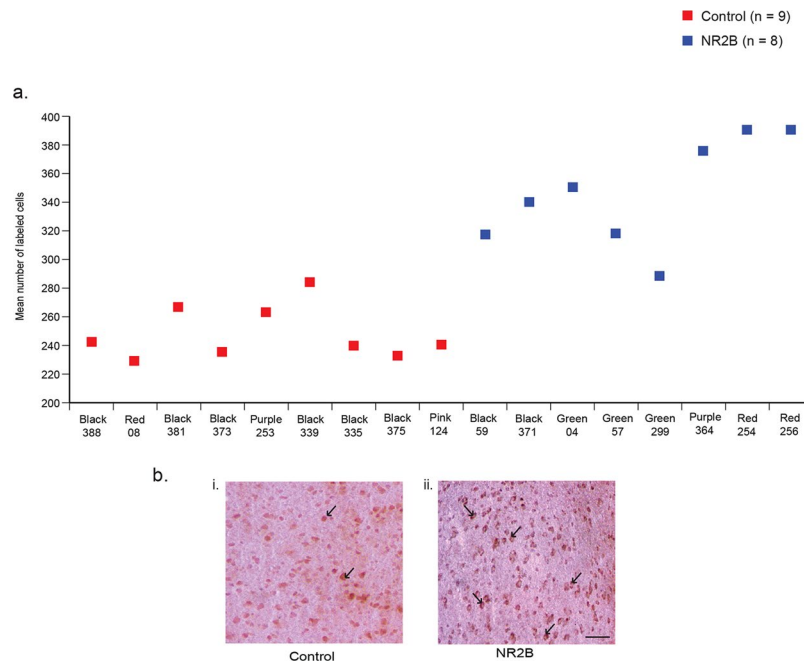 Control (n = 9)
NR2B (n = 8)
a.
Mean number of labeled cells
400
380
360
340
320
300
280
260
240
220
200
Black Red Black Black Purple Black Black Black Pink Black Black Green Green Green Purple Red Red
388 08 381 373 253 339 335 375 124 59 371 04 57 299 364 254 256
b.
i. ii.
Control NR2B